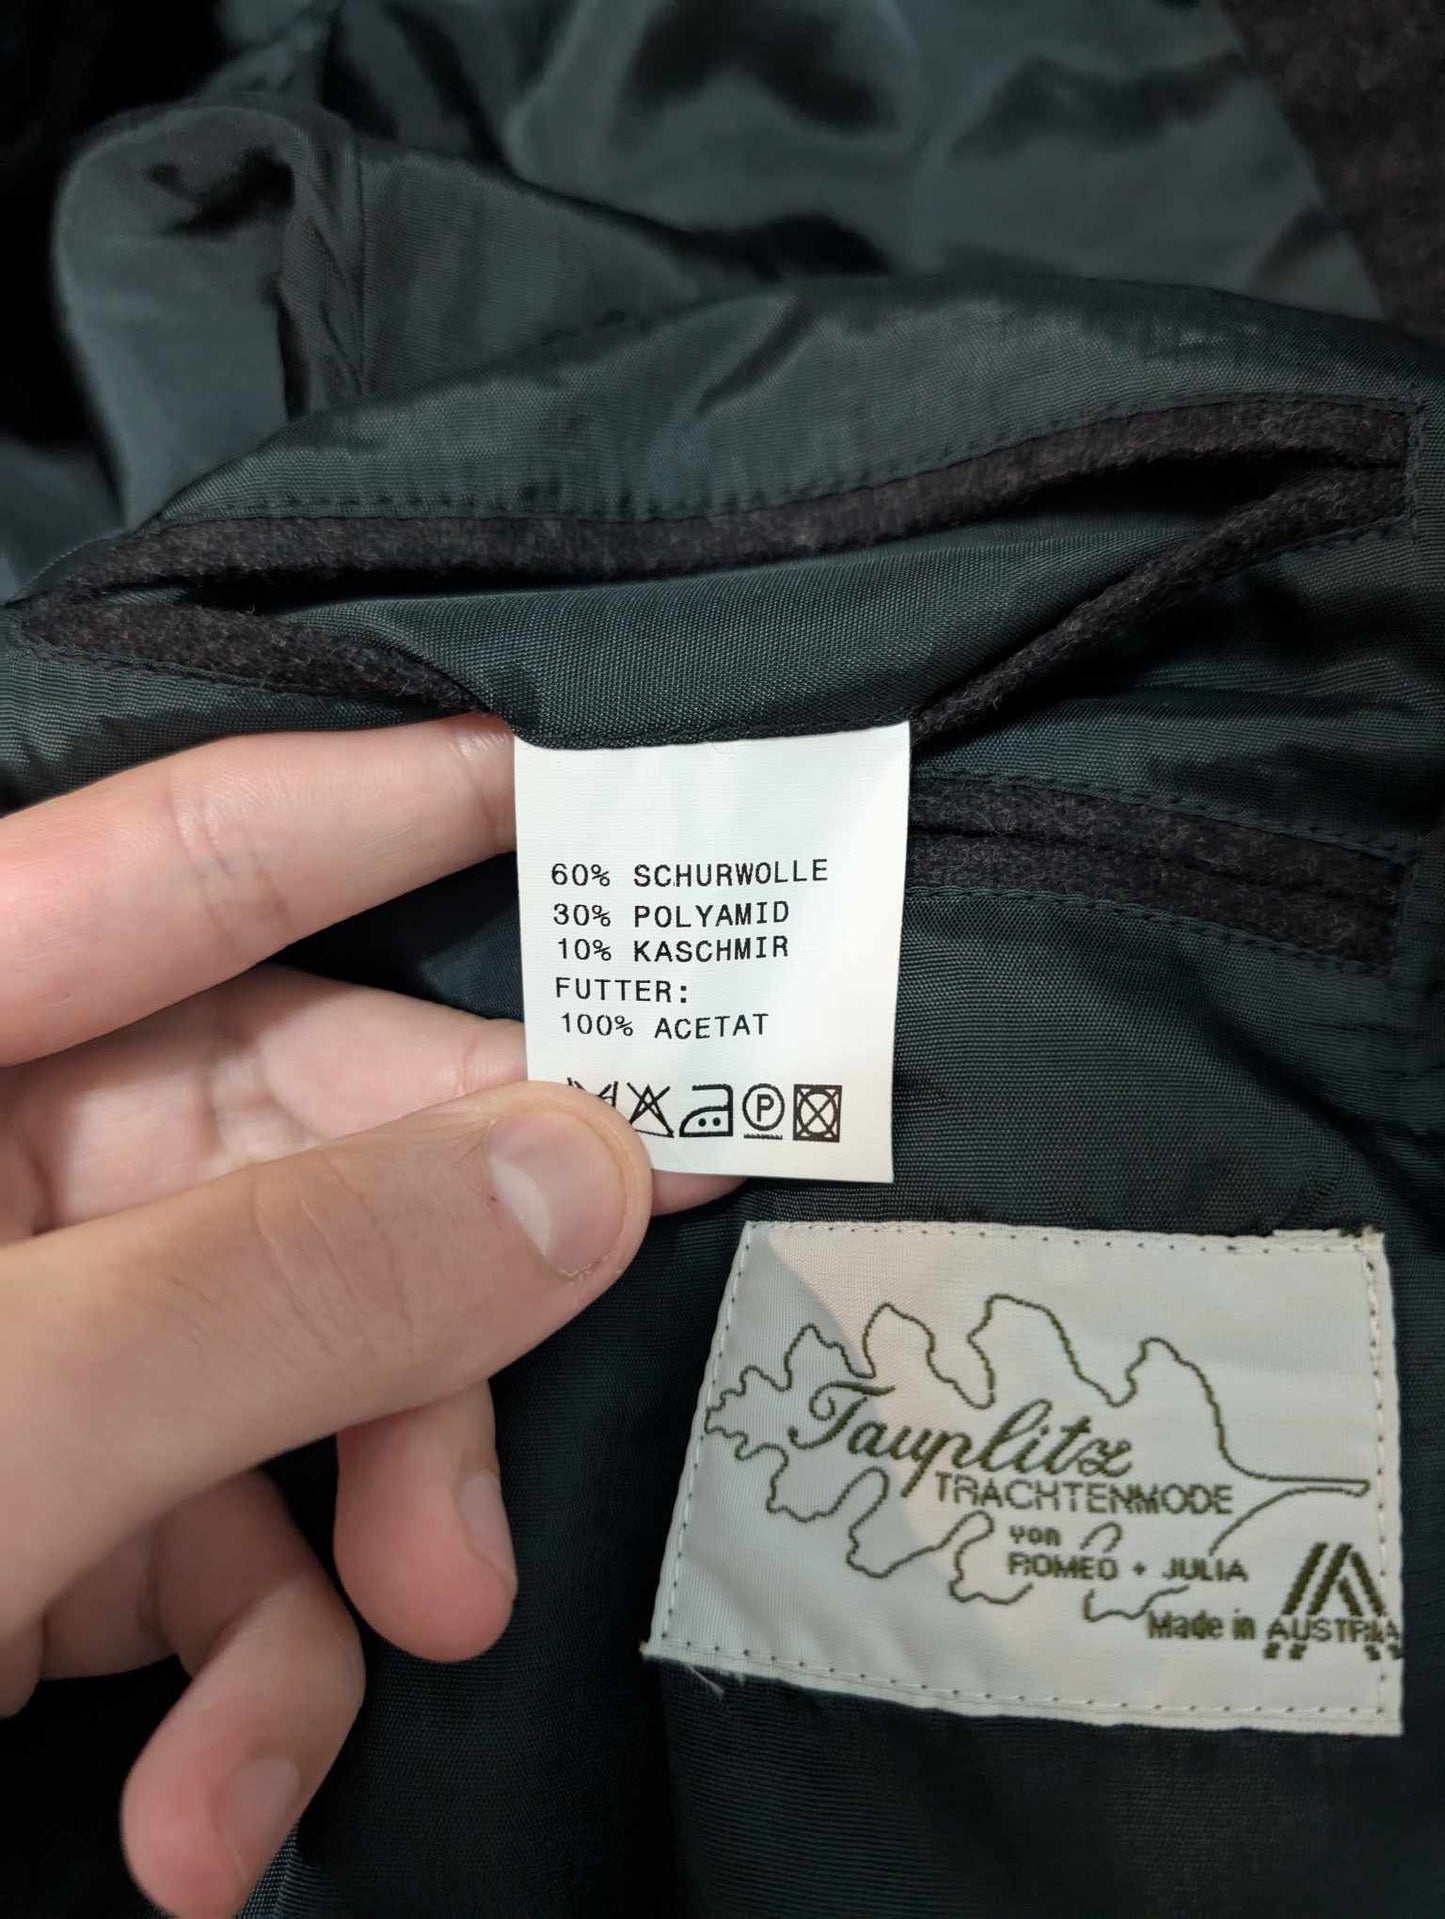 60% SCHURWOLLE
30% POLYAMID
10% KASCHMIR
FUTTER:
100% ACETAT
P
Tauplitz
TRACHTENMODE
von
ROMEO + JULIA
Made in AUSTRIA